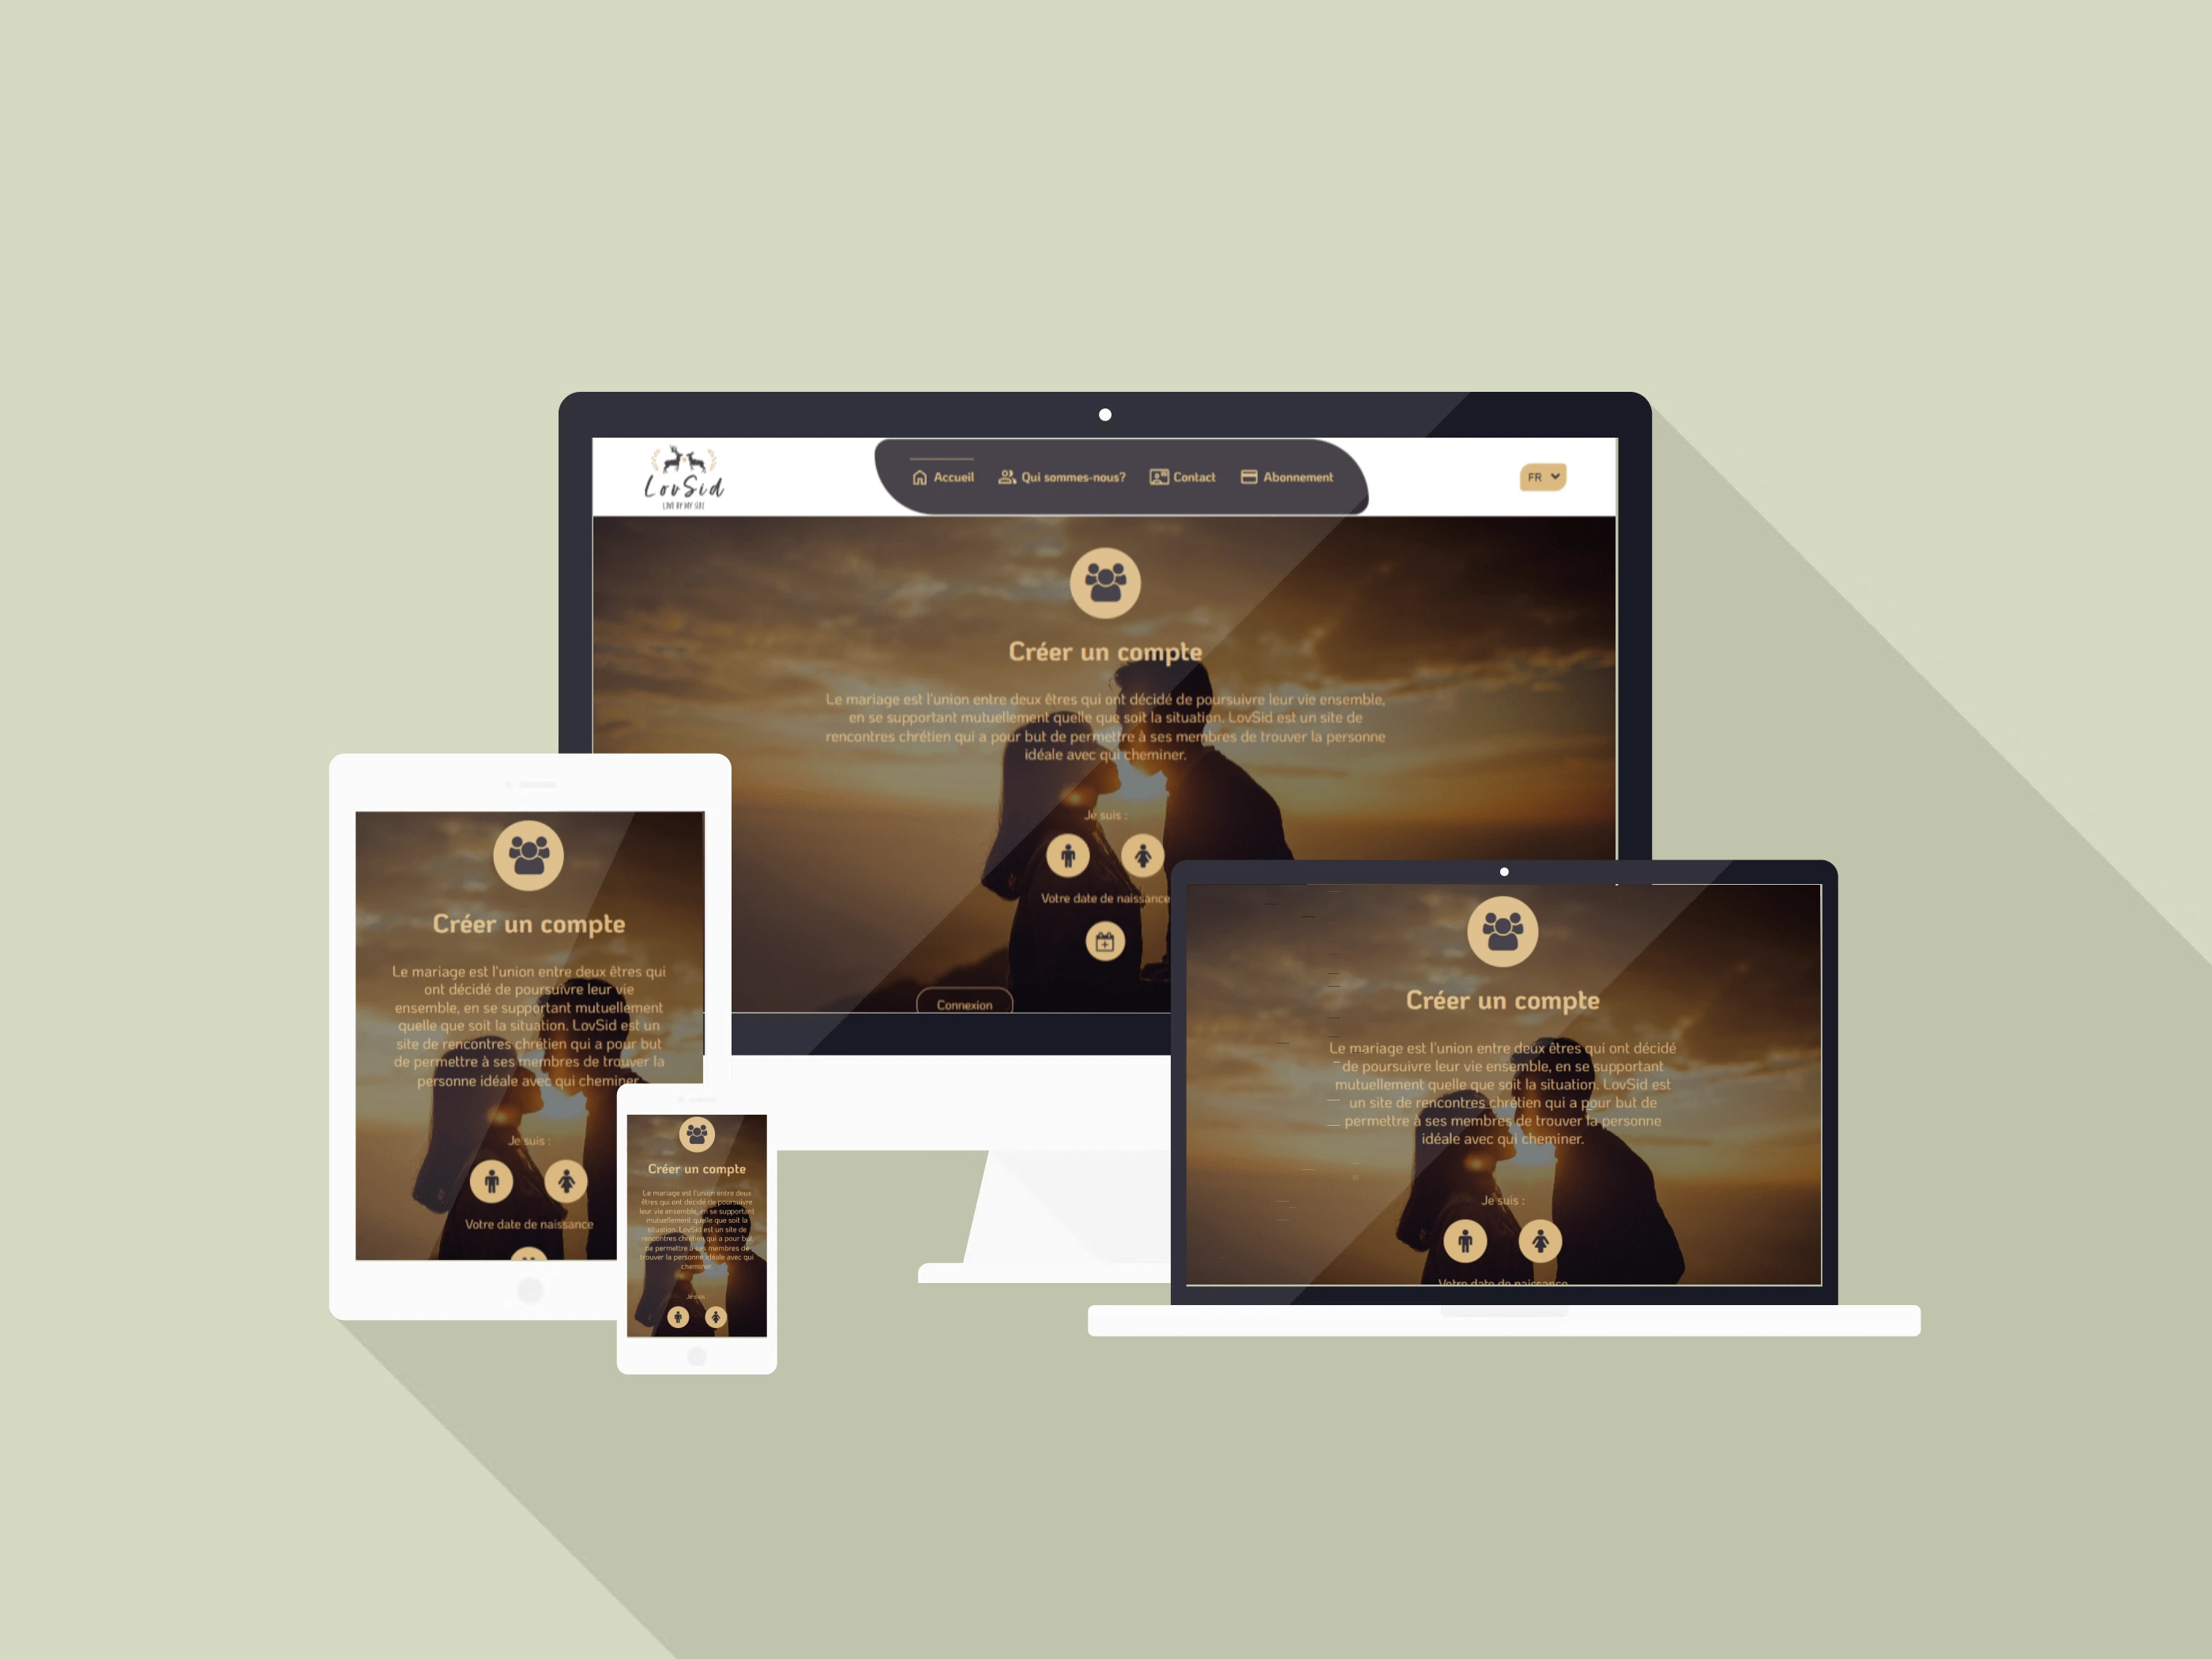 LovSid
LOVE BY MY SIDE
Accueil
Qui sommes-nous?
Contact
Abonnement
FR
Créer un compte
Le mariage est l'union entre deux êtres qui ont décidé de poursuivre leur vie ensemble,
en se supportant mutuellement quelle que soit la situation. LovSid est un site de
rencontres chrétien qui a pour but de permettre à ses membres de trouver la personne
idéale avec qui cheminer.
Je suis :
Votre date de naissance
Connexion
Créer un compte
Le mariage est l'union entre deux êtres qui
ont décidé de poursuivre leur vie
ensemble, en se supportant mutuellement
quelle que soit la situation. LovSid est un
site de rencontres chrétien qui a pour but
de permettre à ses membres de trouver la
personne idéale avec qui cheminer
Je suis :
Votre date de naissance
Créer un compte
Le mariage est l'union entre deux
êtres qui ont décidé de poursuivre
leur vie ensemble, en se supportant
mutuellement quelle que soit la
situation. LovSid est un site de
rencontres chrétien qui a pour but
de permettre à ses membres de
trouver la personne idéale avec qui
cheminer.
Je suis :
Créer un compte
Le mariage est l'union entre deux êtres qui ont décidé
de poursuivre leur vie ensemble, en se supportant
mutuellement quelle que soit la situation. LovSid est
un site de rencontres chrétien qui a pour but de
permettre à ses membres de trouver la personne
idéale avec qui cheminer.
Je suis :
Votre date de naissance